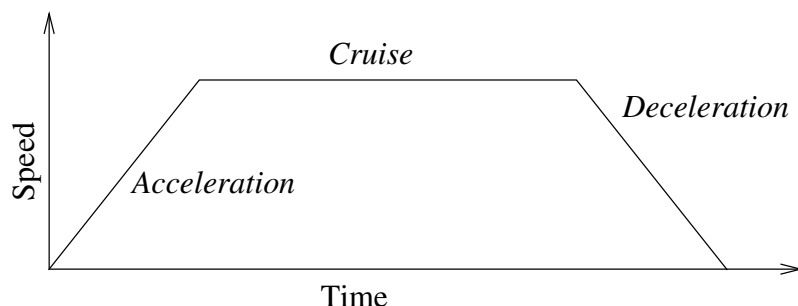 Cruise
Deceleration
Speed
Acceleration
Time